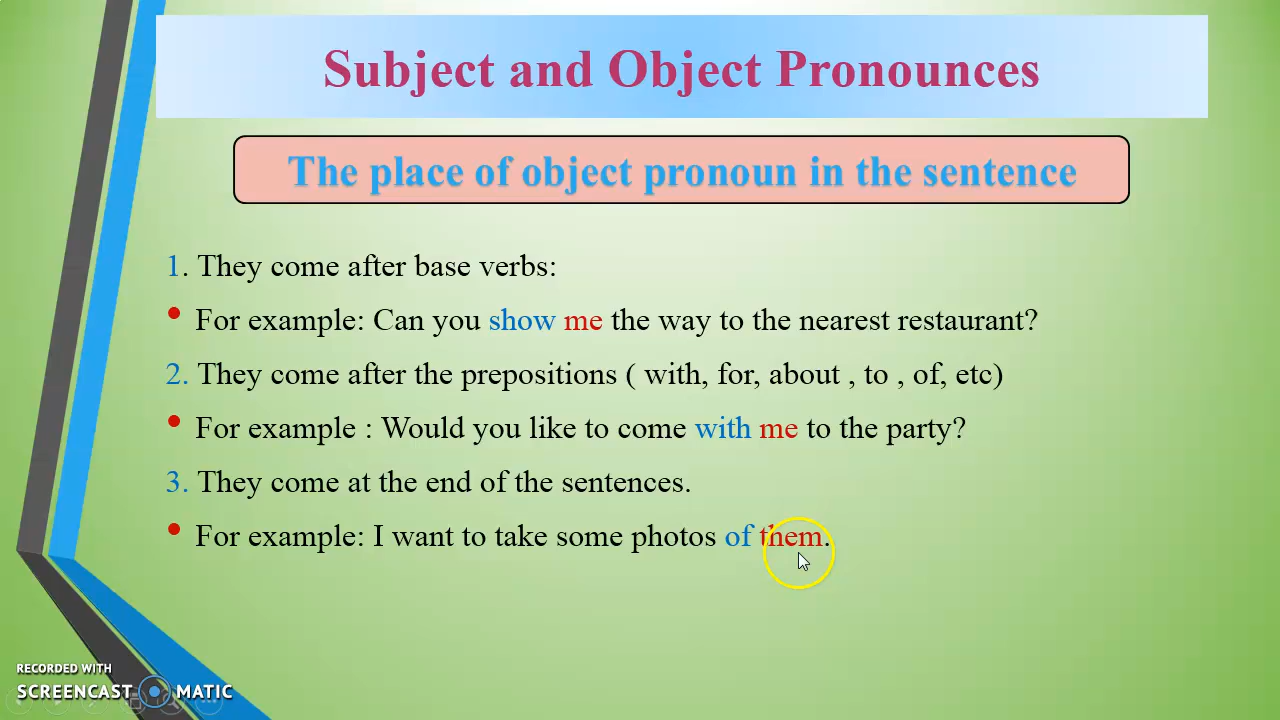 Subject and Object Pronounces
The place of object pronoun in the sentence
1. They come after base verbs:
• For example: Can you show me the way to the nearest restaurant?
2. They come after the prepositions ( with, for, about , to , of, etc)
• For example : Would you like to come with me to the party?
3. They come at the end of the sentences.
• For example: I want to take some photos of them.
RECORDED WITH
SCREENCAST MATIC